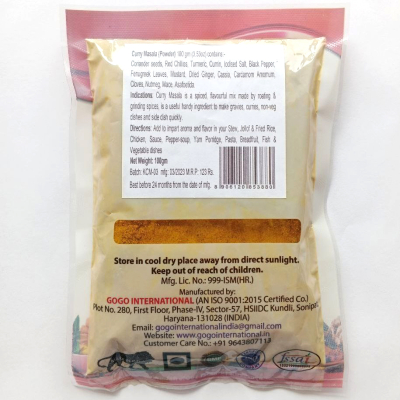 Curry Masala (Powder) 100 gm (3.53oz) contains:-
Coriander seeds, Red Chillies, Turmeric, Cumin, Iodised Salt, Black Pepper,
Fenugreek Leaves, Mustard, Dried Ginger, Cassia, Cardamom Amomum,
Cloves, Nutmeg, Mace, Asafoetida
Indications: Curry Masala is a spiced, flavourful mix made by roasting &
grinding spices, is a useful handy ingredient to make gravies, curries, non-veg
dishes and side dish quickly.
Directions: Add to impart aroma and flavor in your Stew, Jollof & Fried Rice,
Chicken, Sauce, Pepper-soup, Yum Porridge, Pasta, Breadfruit, Fish &
Vegetable dishes
Net Weight: 100gm
Batch: KCM-03 mfg: 03/2023 M.R.P: 123 Rs.
Best before 24 months from the date of mfg.
Store in cool dry place away from direct sunlight.
Keep out of reach of children.
Mfg. Lic. No.: 999-ISM(HR.)
Manufactured by:
GOGO INTERNATIONAL (AN ISO 9001:2015 Certified Co.)
Plot No. 280, First Floor, Phase-IV, Sector-57, HSIIDC Kundli, Sonipat,
Haryana-131028 (INDIA)
Email: gogointernationalindia@gmail.com
Website: www.gogointernational.in
Customer Care No.: +91 9643807113
fssai